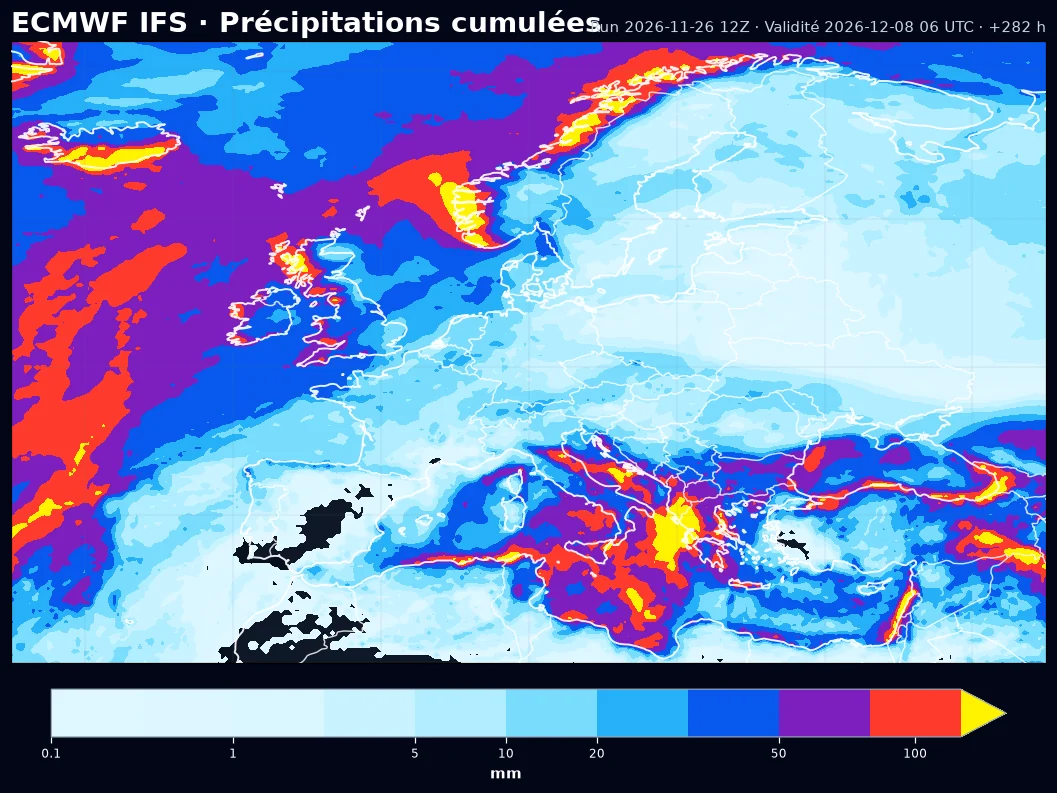 ECMWF IFS · Précipitations cumulées
Run 2026-11-26 12Z · Validité 2026-12-08 06 UTC · +282 h
0.1 1 5 10 20 50 100
mm